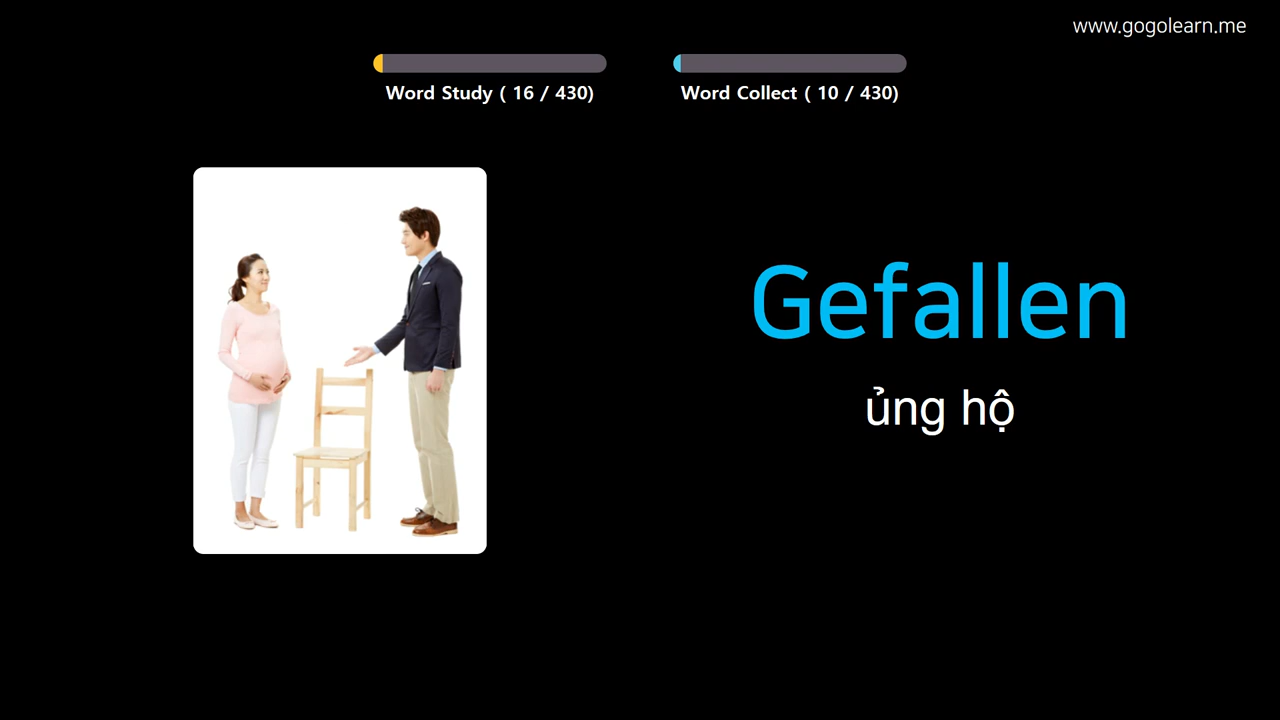 www.gogolearn.me
Word Study ( 16 / 430)
Word Collect ( 10 / 430)
Gefallen
ủng hộ